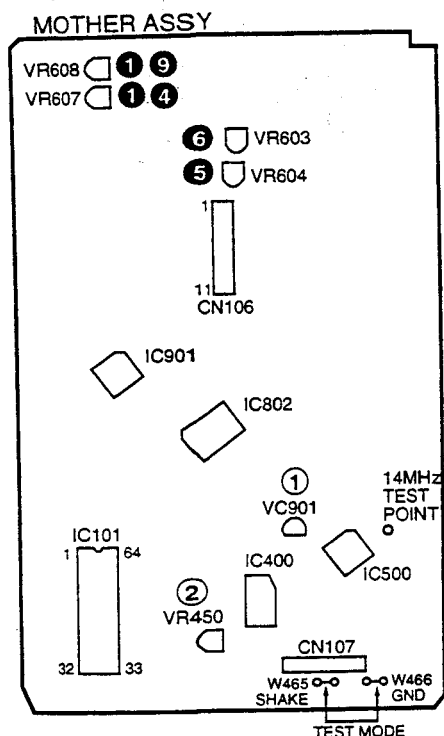 MOTHER ASSY
VR608 1 9
VR607 1 4
6 VR603
5 VR604
1
11
CN106
IC901
IC802
1
VC901
14MHz
TEST
POINT
IC101
1 64
IC400
IC500
2
VR450
CN107
32 33
W465 W466
SHAKE GND
TEST MODE